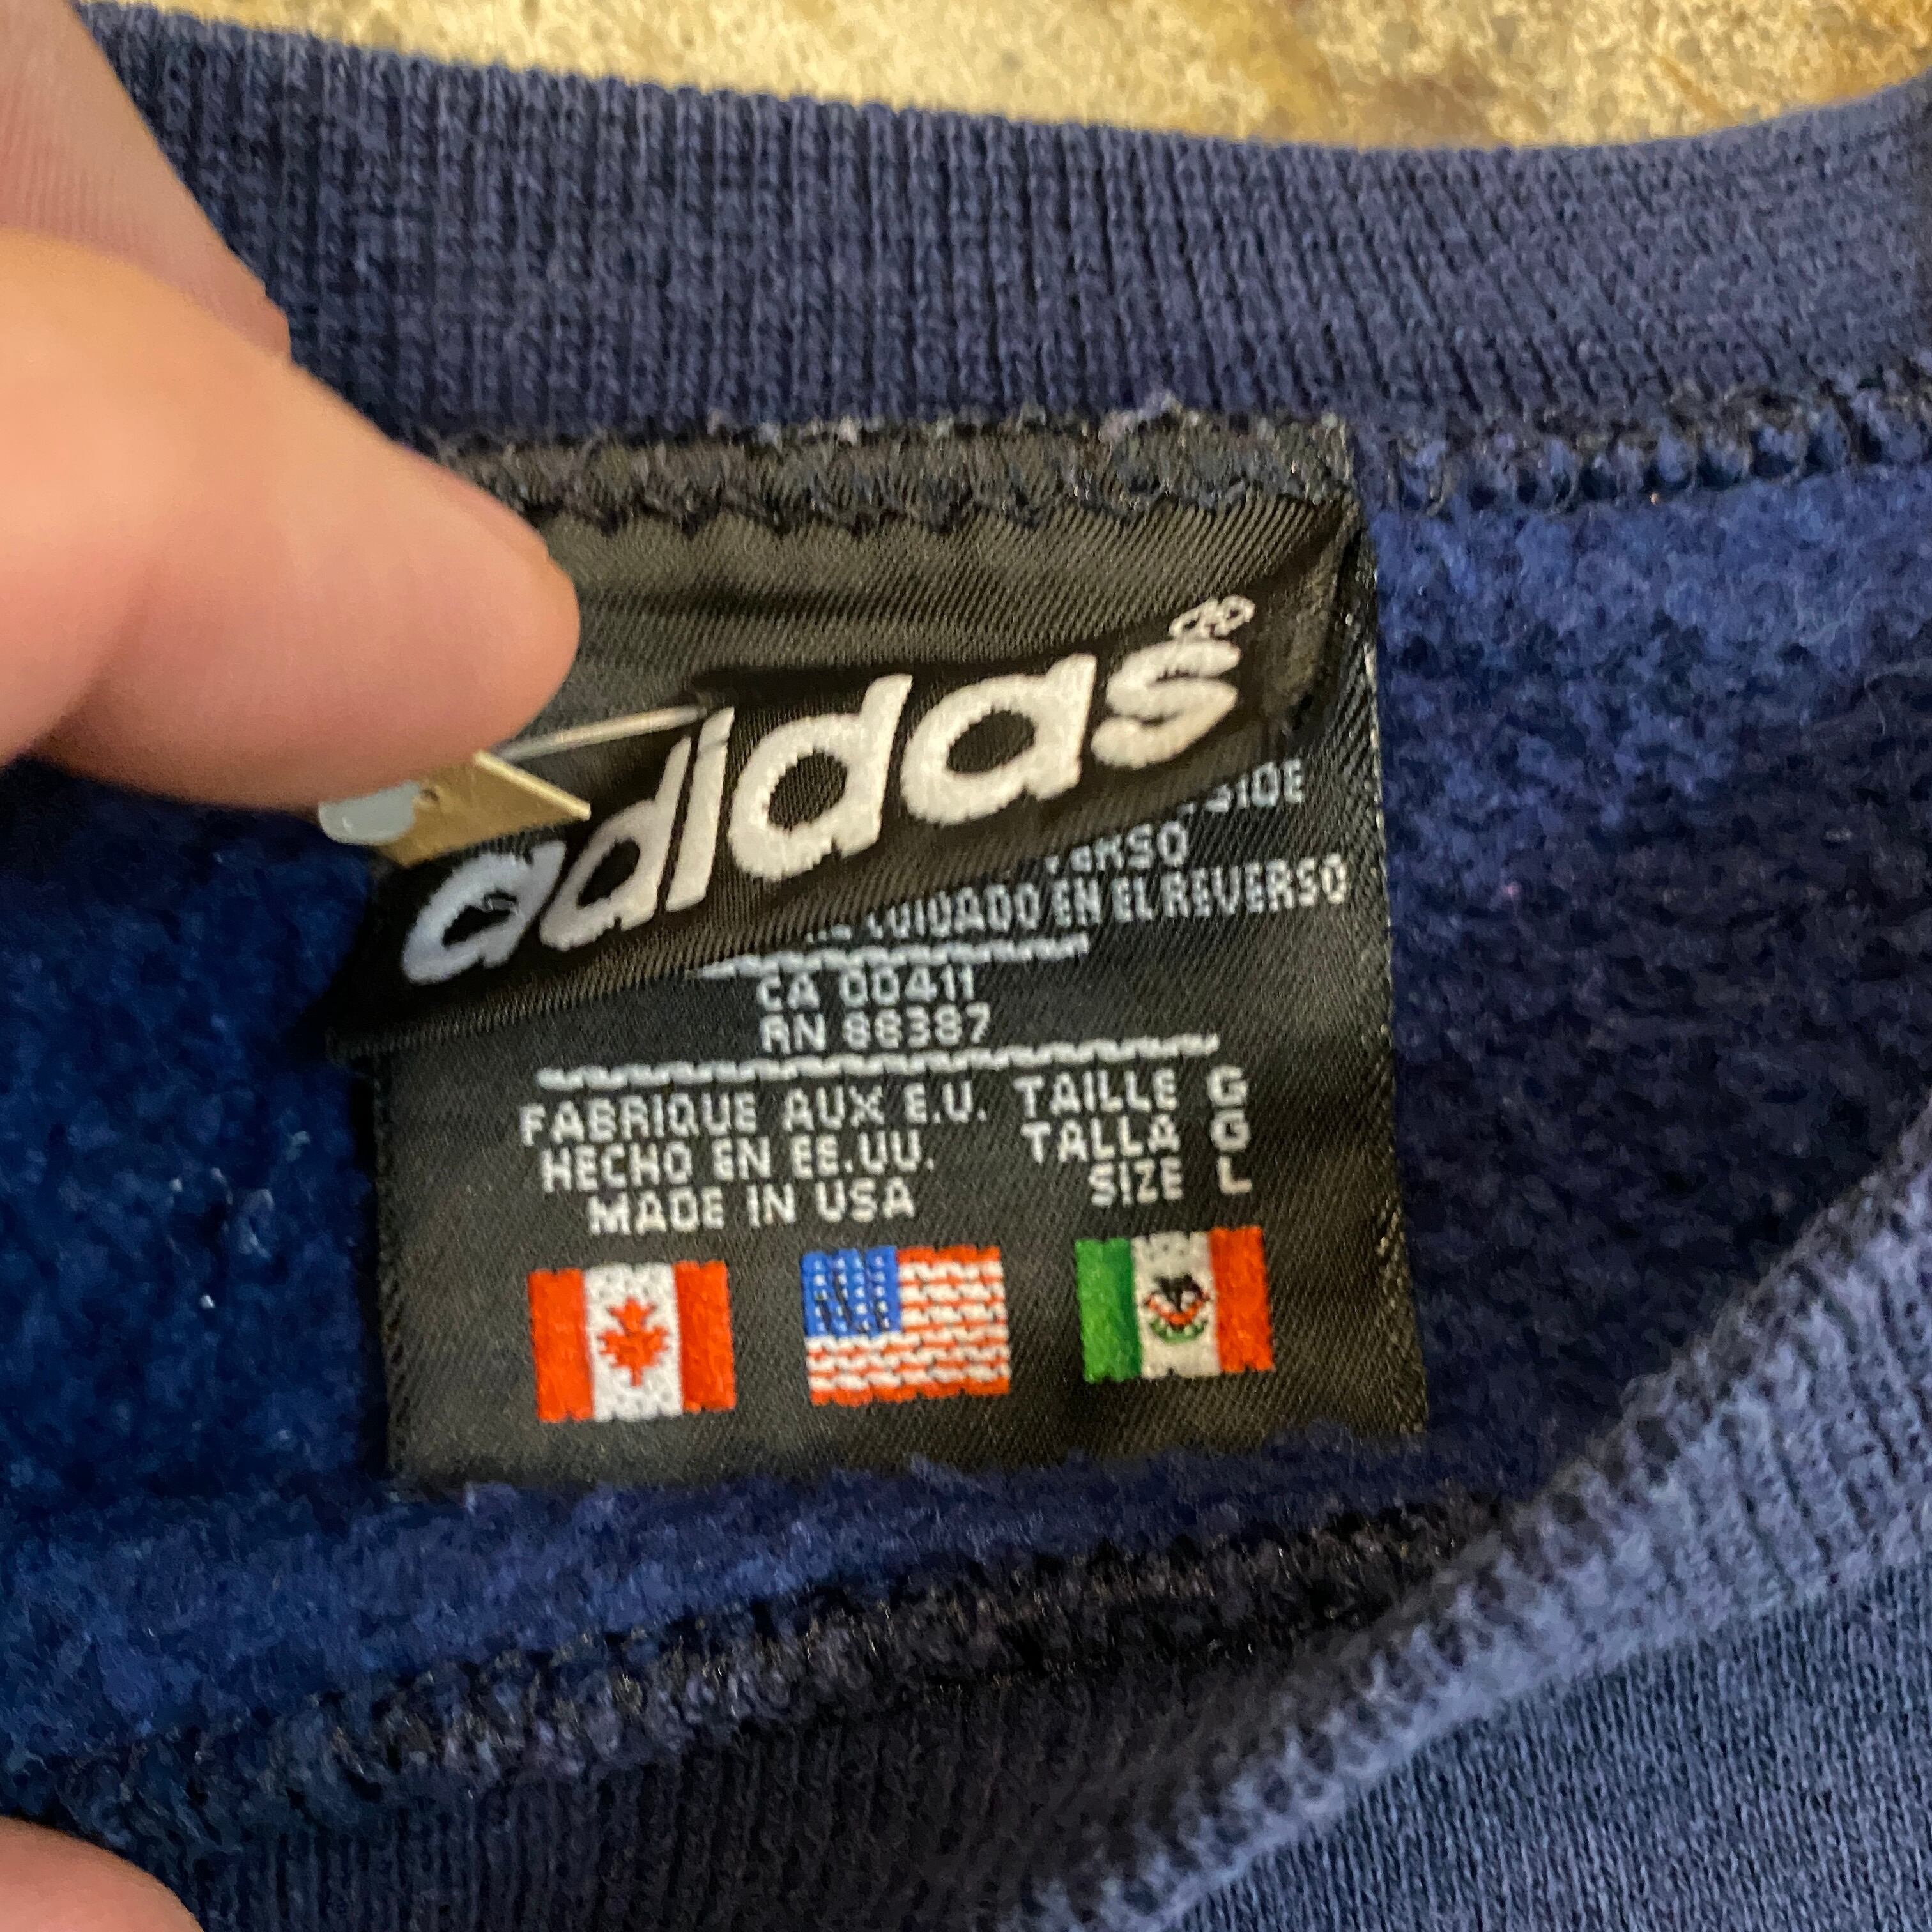 adidas®
SIDE
CUIDADO EN EL REVERSO
CA 00411
RN 88387
FABRIQUE AUX E.U. TAILLE G
HECHO EN EE.UU. TALLA G
MADE IN USA SIZE L